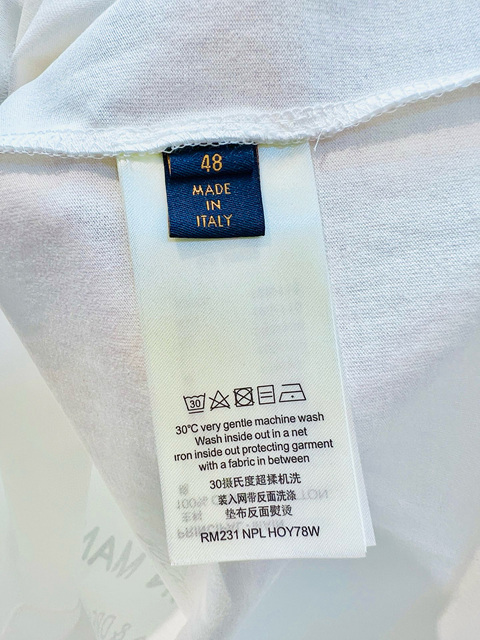 48
MADE
IN
ITALY
30
30°C very gentle machine wash
Wash inside out in a net
Iron inside out protecting garment
with a fabric in between
30摄氏度超揉机洗
装入网带反面洗涤
垫布反面熨烫
RM231 NPL HOY78W